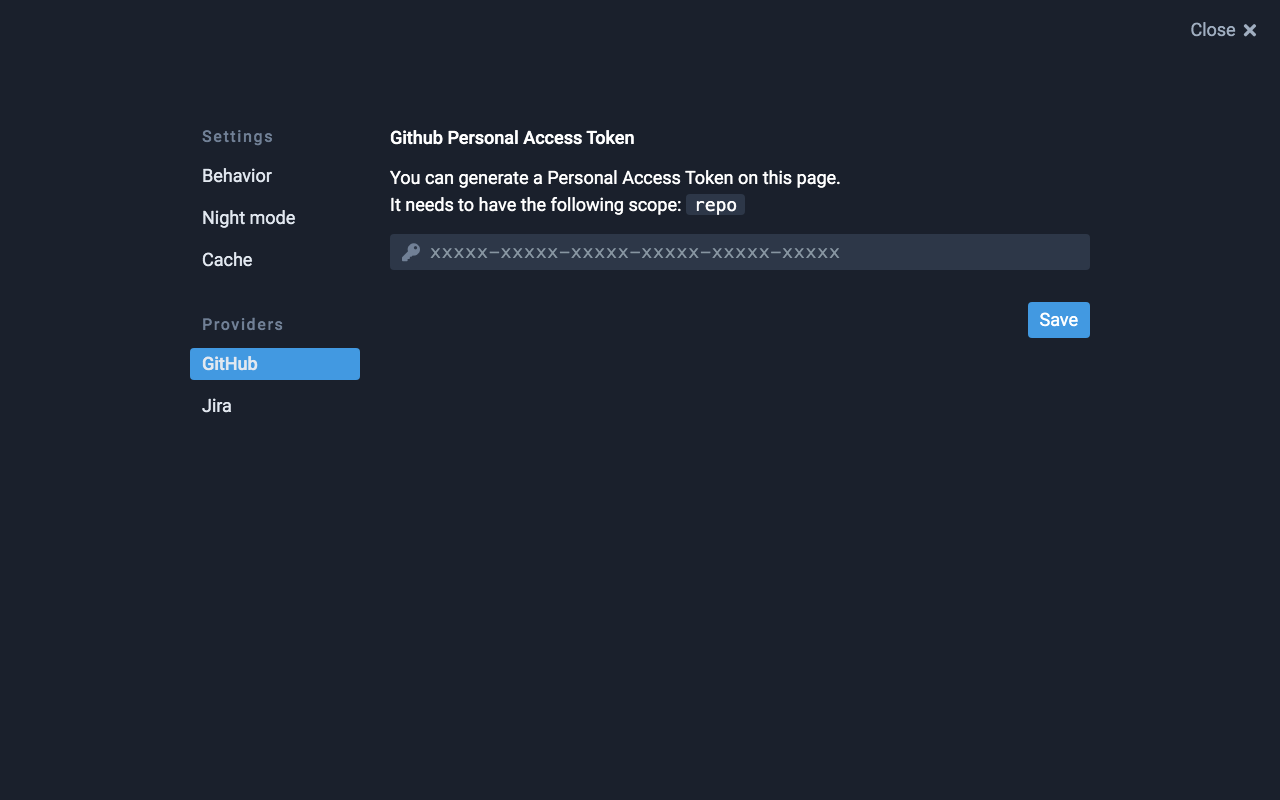 Close
Settings
Behavior
Night mode
Cache
Providers
GitHub
Jira
Github Personal Access Token
You can generate a Personal Access Token on this page.
It needs to have the following scope: repo
xxxxx-xxxxx-xxxxx-xxxxx-xxxxx-xxxxx
Save